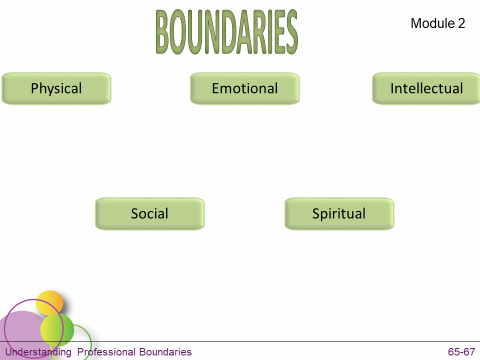 BOUNDARIES
Module 2
Physical
Emotional
Intellectual
Social
Spiritual
Understanding Professional Boundaries
65-67